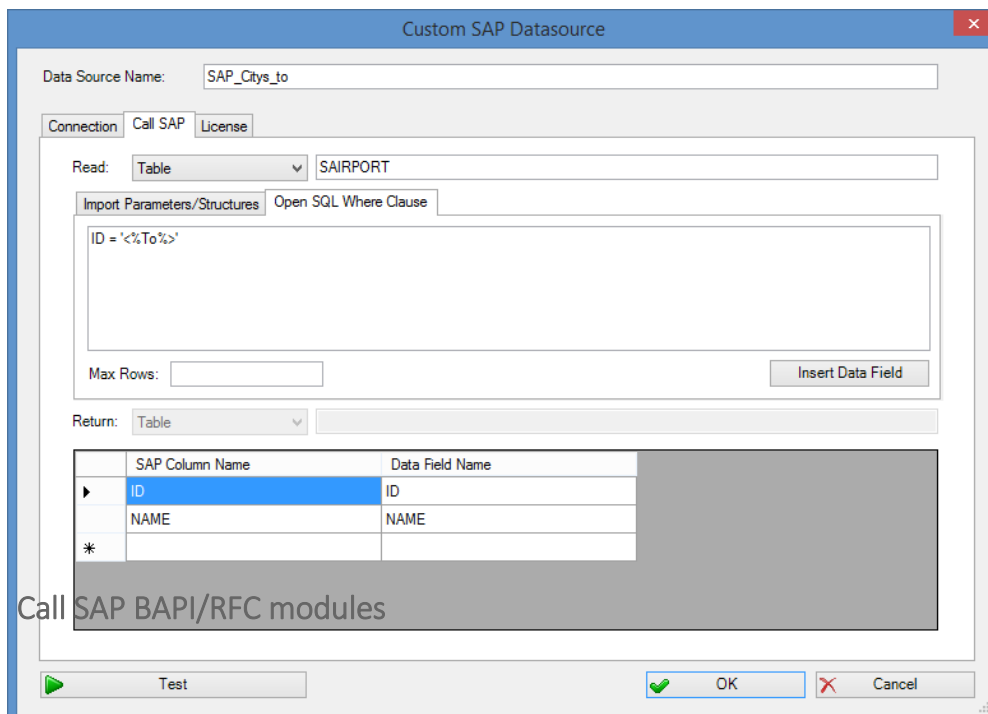 Custom SAP Datasource
Data Source Name: SAP_Citys_to
Connection Call SAP License
Read: Table SAIRPORT
Import Parameters/Structures Open SQL Where Clause
ID = '<%To%>'
Max Rows: Insert Data Field
Return: Table
SAP Column Name Data Field Name
ID ID
NAME NAME
Call SAP BAPI/RFC modules
Test OK Cancel